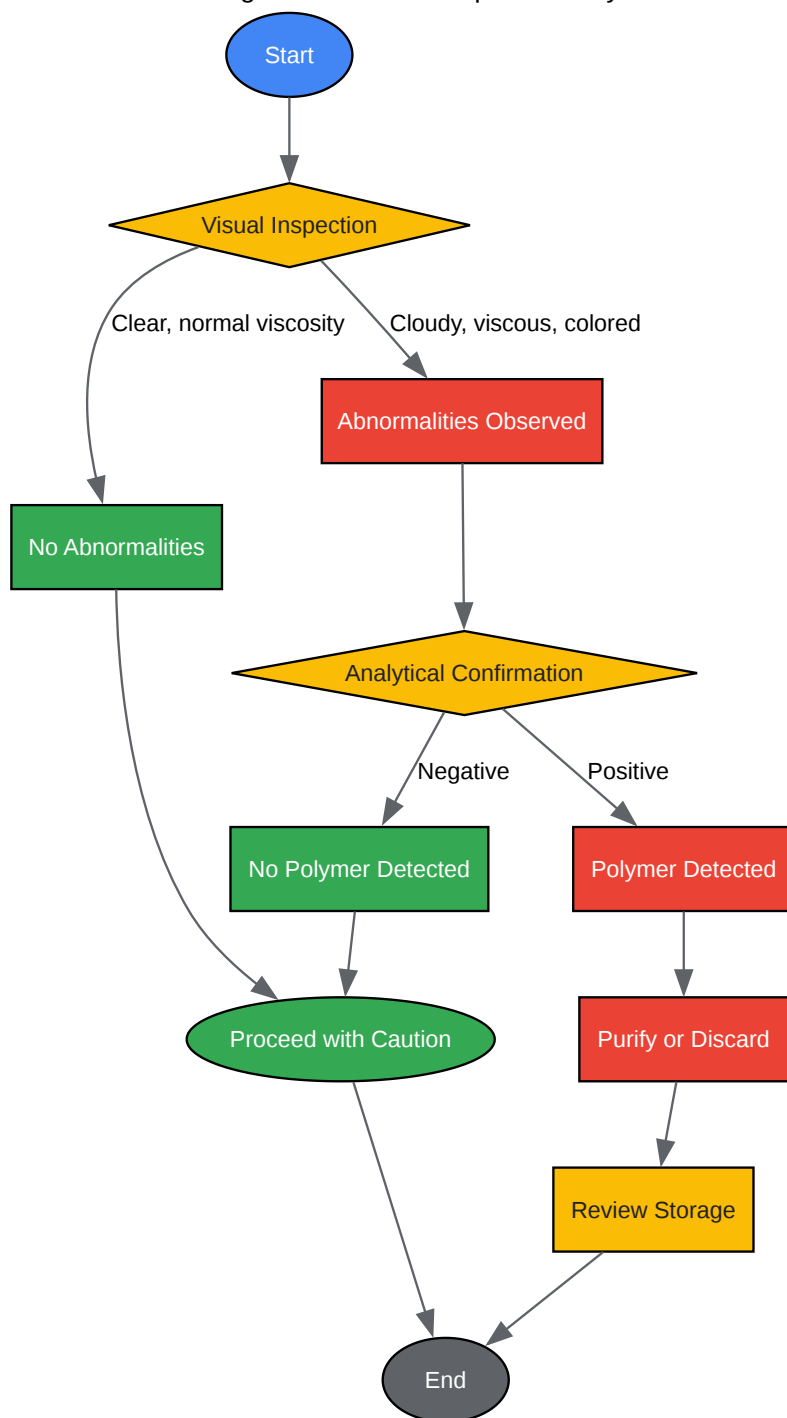 Start
Visual Inspection
Clear, normal viscosity
Cloudy, viscous, colored
Abnormalities Observed
No Abnormalities
Analytical Confirmation
Negative
Positive
No Polymer Detected
Polymer Detected
Proceed with Caution
Purify or Discard
Review Storage
End